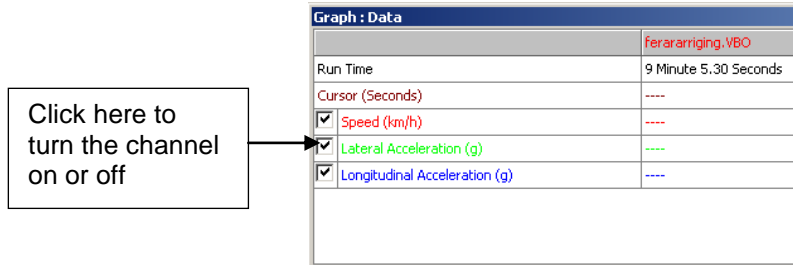 Graph : Data
ferararriging.VBO
Run Time 9 Minute 5.30 Seconds
Cursor (Seconds) ----
Speed (km/h) ----
Lateral Acceleration (g) ----
Longitudinal Acceleration (g) ----
Click here to
turn the channel
on or off